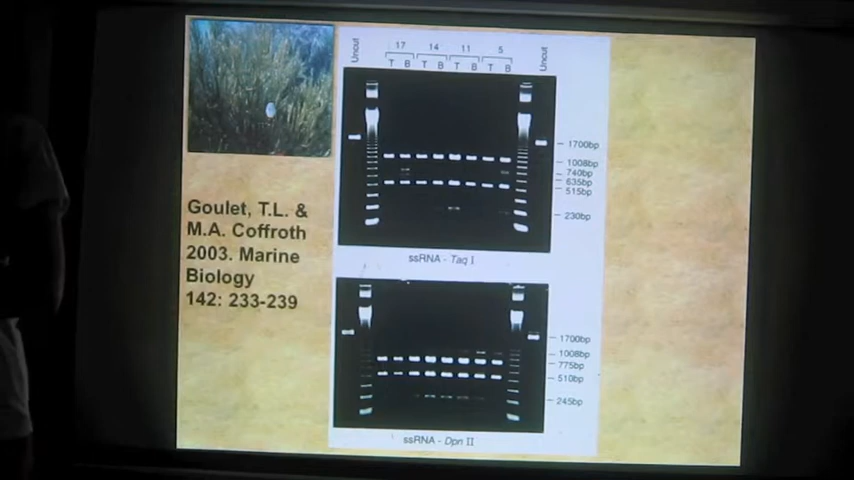 Goulet, T.L. &
M.A. Coffroth
2003. Marine
Biology
142: 233-239
Uncut 17 14 11 5 Uncut
T B T B T B T B
1700bp
1008bp
740bp
635bp
515bp
230bp
ssRNA - Taq I
1700bp
1008bp
775bp
510bp
245bp
ssRNA - Dpn II